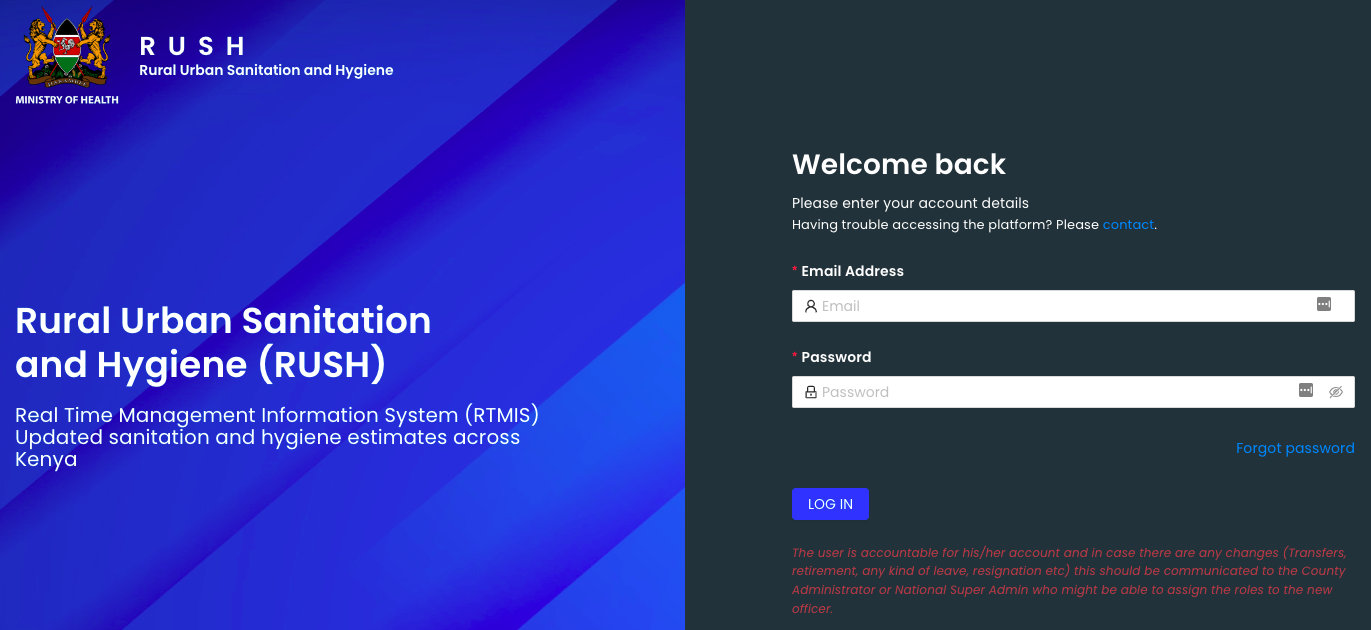 R U S H
Rural Urban Sanitation and Hygiene
MINISTRY OF HEALTH
Rural Urban Sanitation
and Hygiene (RUSH)
Real Time Management Information System (RTMIS)
Updated sanitation and hygiene estimates across
Kenya
Welcome back
Please enter your account details
Having trouble accessing the platform? Please contact.
* Email Address
Email
* Password
Password
Forgot password
LOG IN
The user is accountable for his/her account and in case there are any changes (Transfers,
retirement, any kind of leave, resignation etc) this should be communicated to the County
Administrator or National Super Admin who might be able to assign the roles to the new
officer.